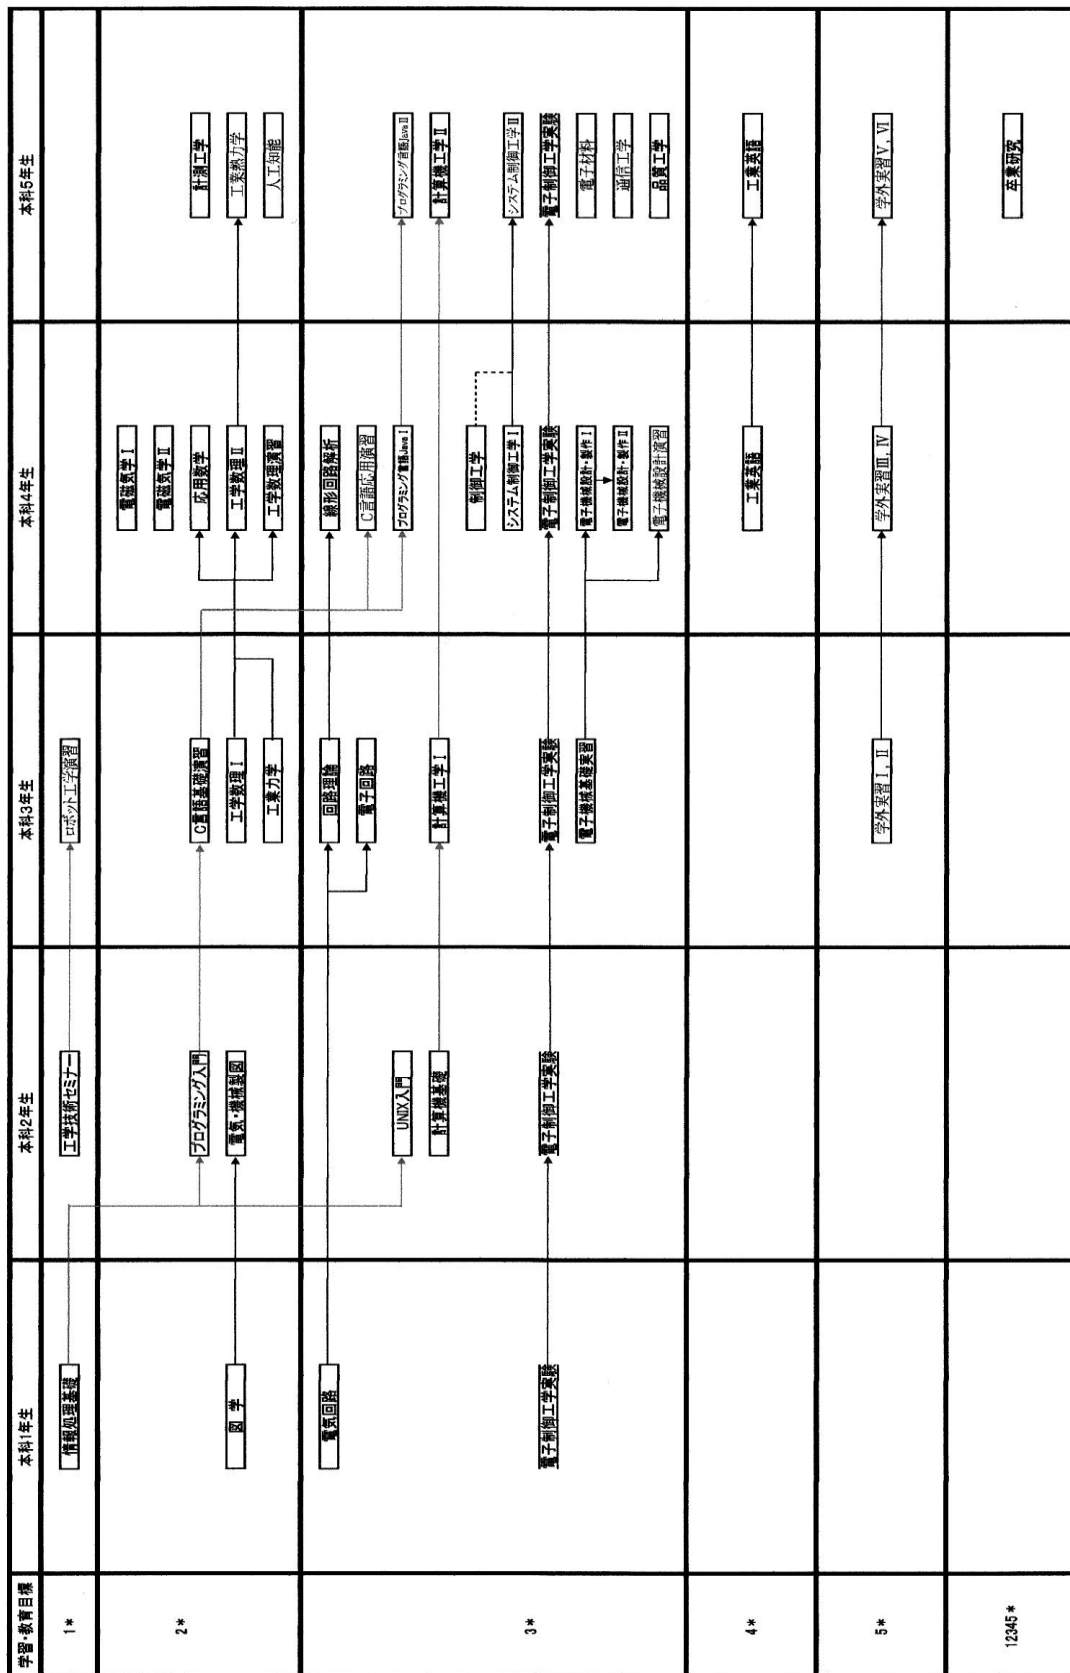 学習・教育目標
本科1年生
本科2年生
本科3年生
本科4年生
本科5年生
1*
情報処理基礎
工学技術セミナー
ロボット工学演習
2*
図 学
プログラミング入門
電気・機械製図
C言語基礎演習
工学数理Ⅰ
工業力学
電磁気学Ⅰ
電磁気学Ⅱ
応用数学
工学数理Ⅱ
工学数理演習
計測工学
工業熱力学
人工知能
3*
電気回路
電子制御工学実験
UNIX入門
計算機基礎
電子制御工学実験
回路理論
電子回路
計算機工学Ⅰ
電子制御工学実験
電子機械基礎実習
線形回路解析
C言語応用演習
プログラミング言語JavaⅠ
制御工学
システム制御工学Ⅰ
電子制御工学実験
電子機械設計・製作Ⅰ
電子機械設計・製作Ⅱ
電子機械設計演習
プログラミング言語JavaⅡ
計算機工学Ⅱ
システム制御工学Ⅱ
電子制御工学実験
電子材料
通信工学
品質工学
4*
工業英語
工業英語
5*
学外実習Ⅰ, Ⅱ
学外実習Ⅲ, Ⅳ
学外実習Ⅴ, Ⅵ
12345*
卒業研究